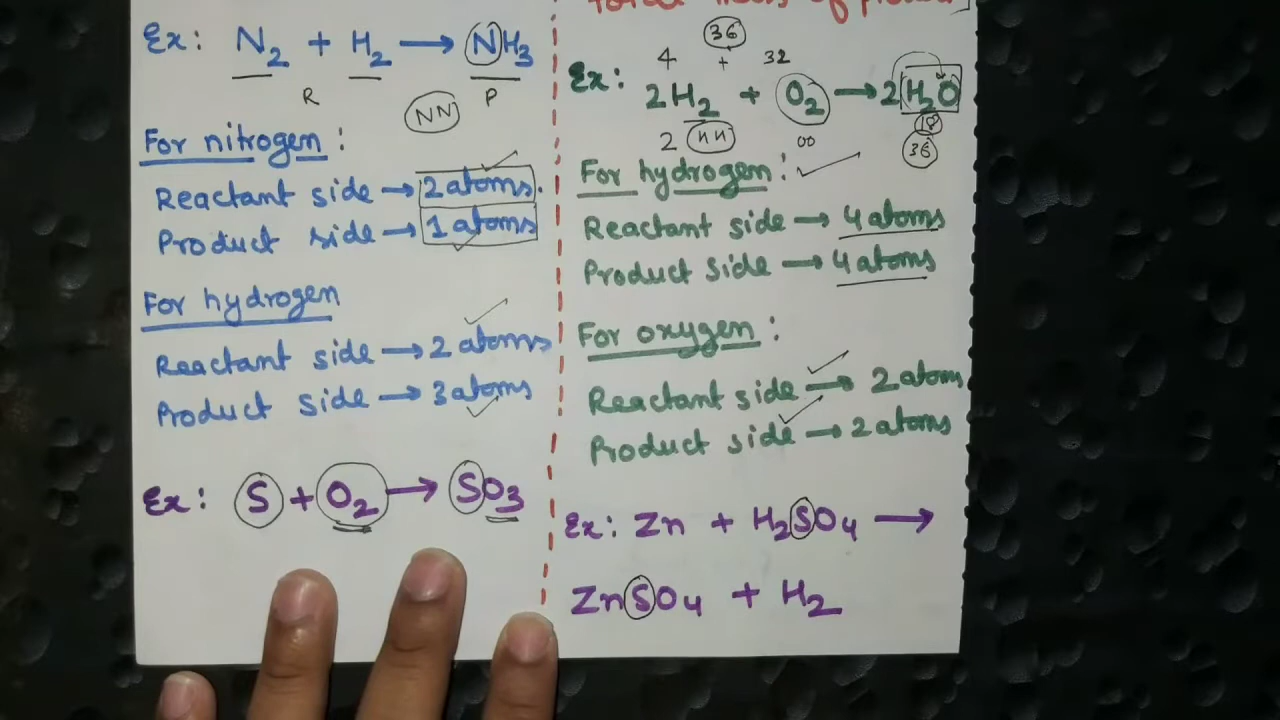 Ex: N2 + H2 → NH3
R
NN
P
For nitrogen :
Reactant side → 2 atoms.
Product side → 1 atoms
For hydrogen
Reactant side → 2 atoms
Product side → 3 atoms
Ex: S + O2 → SO3
of
36
4 + 32
Ex: 2H2 + O2 → 2H2O
2 HH OO 18
36
For hydrogen :
Reactant side → 4 atoms
Product side → 4 atoms
For oxygen :
Reactant side → 2 atoms
Product side → 2 atoms
Ex: Zn + H2SO4 →
ZnSO4 + H2